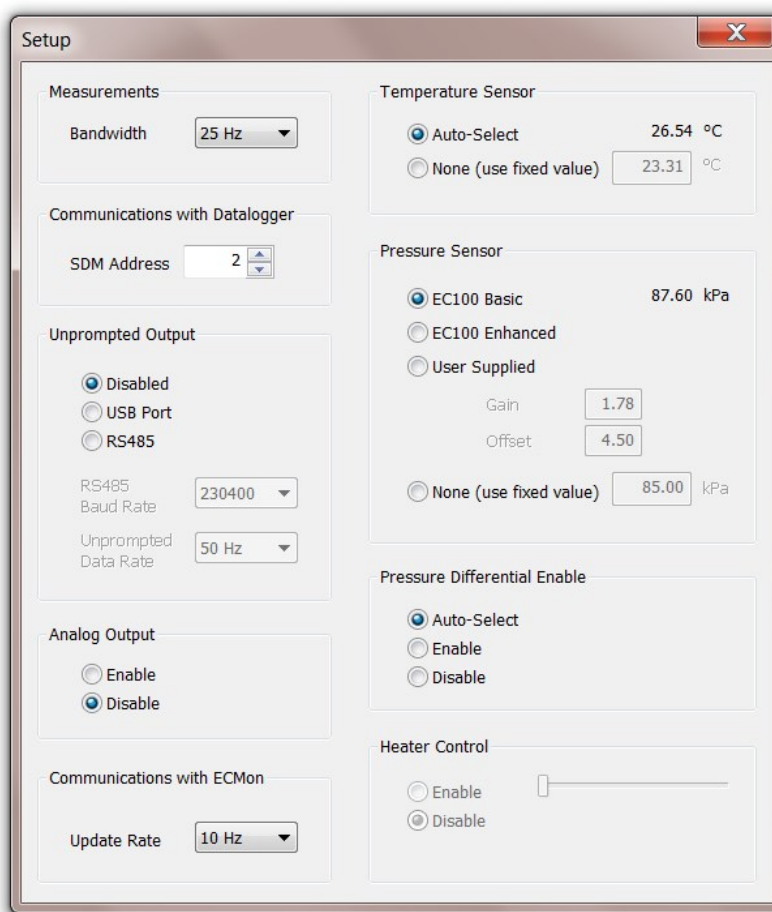 Setup
Measurements
Bandwidth 25 Hz
Communications with Datalogger
SDM Address 2
Unprompted Output
Disabled
USB Port
RS485
RS485
Baud Rate
230400
Unprompted
Data Rate
50 Hz
Analog Output
Enable
Disable
Communications with ECMon
Update Rate 10 Hz
Temperature Sensor
Auto-Select 26.54 ºC
None (use fixed value) 23.31 ºC
Pressure Sensor
EC100 Basic 87.60 kPa
EC100 Enhanced
User Supplied
Gain 1.78
Offset 4.50
None (use fixed value) 85.00 kPa
Pressure Differential Enable
Auto-Select
Enable
Disable
Heater Control
Enable
Disable